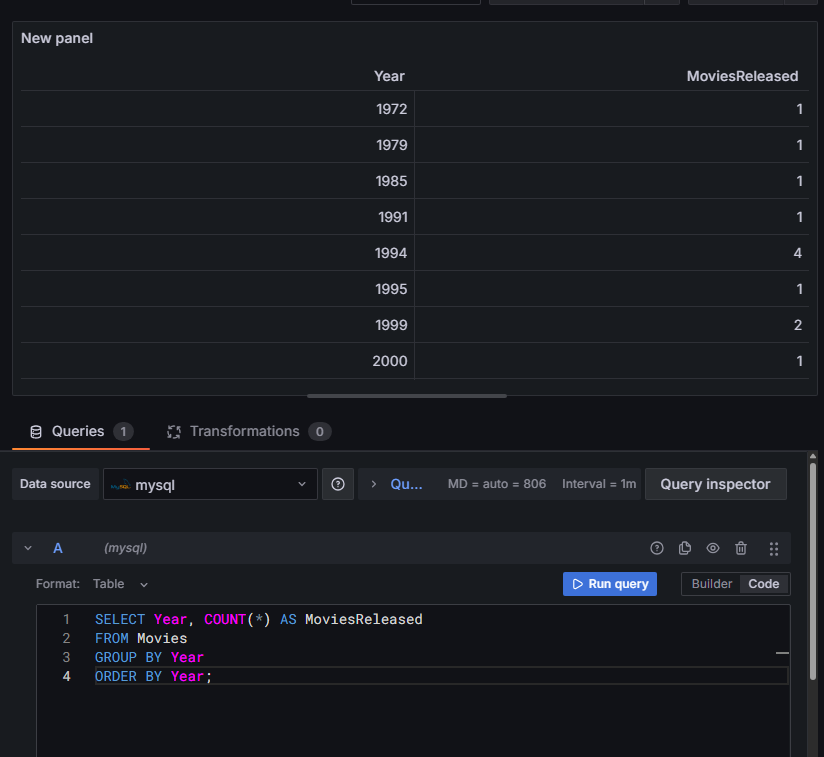 New panel
Year MoviesReleased
1972 1
1979 1
1985 1
1991 1
1994 4
1995 1
1999 2
2000 1
Queries 1 Transformations 0
Data source mysql Qu... MD = auto = 806 Interval = 1m Query inspector
A (mysql)
Format: Table Run query Builder Code
1 SELECT Year, COUNT(*) AS MoviesReleased
2 FROM Movies
3 GROUP BY Year
4 ORDER BY Year;